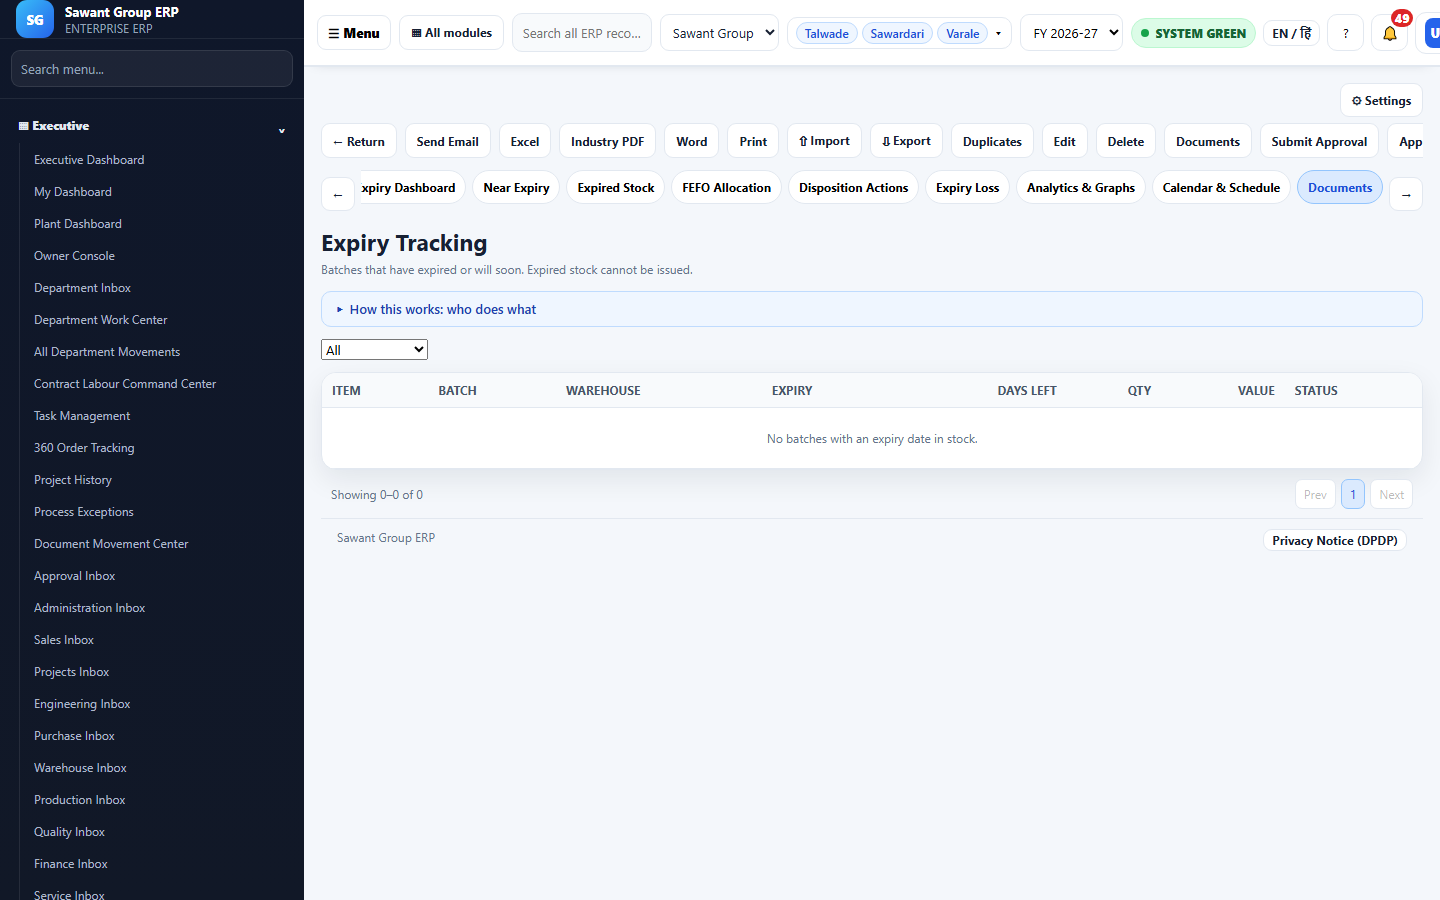 SG
Sawant Group ERP
ENTERPRISE ERP
Search menu...
Executive
Executive Dashboard
My Dashboard
Plant Dashboard
Owner Console
Department Inbox
Department Work Center
All Department Movements
Contract Labour Command Center
Task Management
360 Order Tracking
Project History
Process Exceptions
Document Movement Center
Approval Inbox
Administration Inbox
Sales Inbox
Projects Inbox
Engineering Inbox
Purchase Inbox
Warehouse Inbox
Production Inbox
Quality Inbox
Finance Inbox
Service Inbox
☰ Menu
All modules
Search all ERP reco...
Sawant Group
Talwade
Sawardari
Varale
FY 2026-27
SYSTEM GREEN
EN / हिं
?
49
U
⚙ Settings
← Return
Send Email
Excel
Industry PDF
Word
Print
⇧ Import
⇩ Export
Duplicates
Edit
Delete
Documents
Submit Approval
App
←
xpiry Dashboard
Near Expiry
Expired Stock
FEFO Allocation
Disposition Actions
Expiry Loss
Analytics & Graphs
Calendar & Schedule
Documents
→
Expiry Tracking
Batches that have expired or will soon. Expired stock cannot be issued.
▸ How this works: who does what
All
ITEM BATCH WAREHOUSE EXPIRY DAYS LEFT QTY VALUE STATUS
No batches with an expiry date in stock.
Showing 0–0 of 0
Prev
1
Next
Sawant Group ERP
Privacy Notice (DPDP)